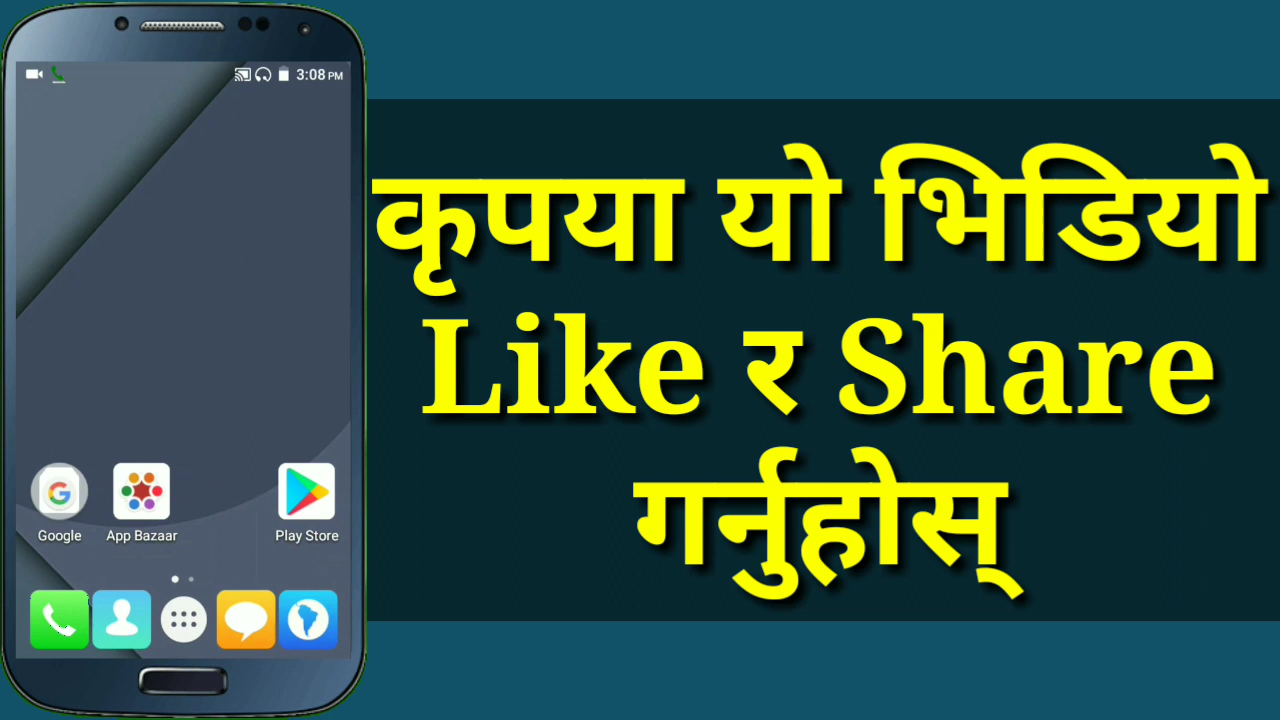 3:08 PM
कृपया यो भिडियो
Like र Share
गर्नुहोस्
Google
App Bazaar
Play Store